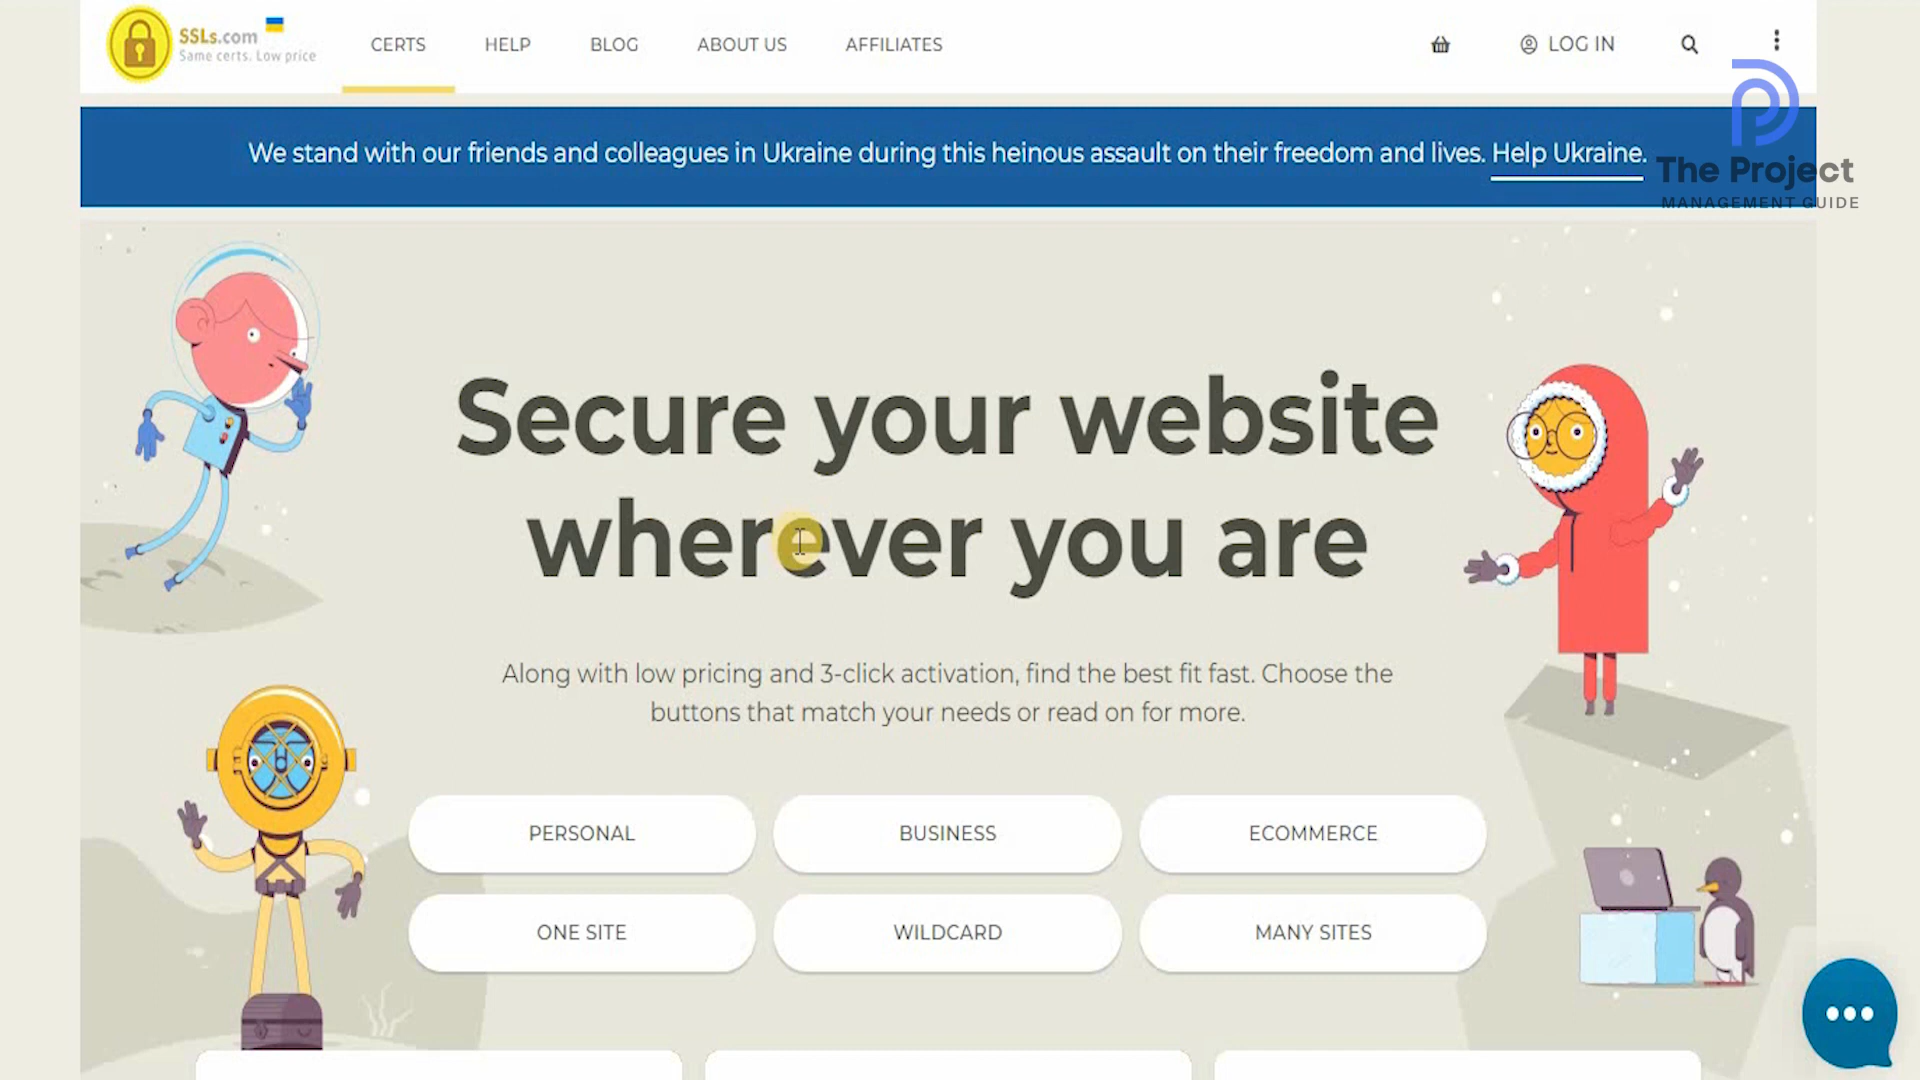 SSLs.com
Same certs. Low price
CERTS
HELP
BLOG
ABOUT US
AFFILIATES
LOG IN
We stand with our friends and colleagues in Ukraine during this heinous assault on their freedom and lives. Help Ukraine.
The Project
MANAGEMENT GUIDE
Secure your website
wherever you are
Along with low pricing and 3-click activation, find the best fit fast. Choose the
buttons that match your needs or read on for more.
PERSONAL
BUSINESS
ECOMMERCE
ONE SITE
WILDCARD
MANY SITES